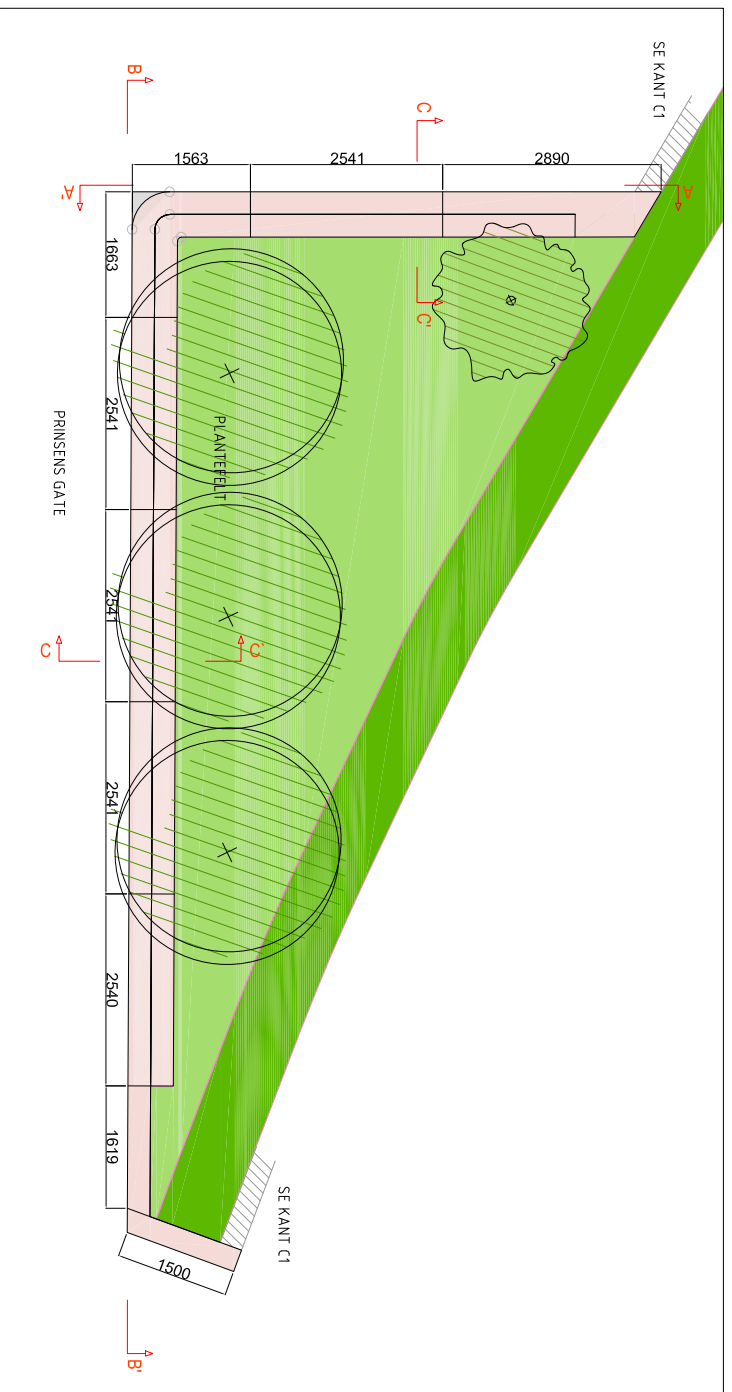 SE KANT C1
B
C
1563
2541
2890
A'
A
1663
C'
2541
PLANTEFELT
PRINSENS GATE
2541
C
C'
2541
2540
1619
SE KANT C1
1500
B'